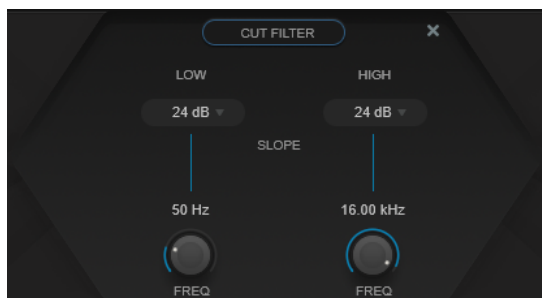 CUT FILTER
LOW HIGH
24 dB 24 dB
SLOPE
50 Hz 16.00 kHz
FREQ FREQ